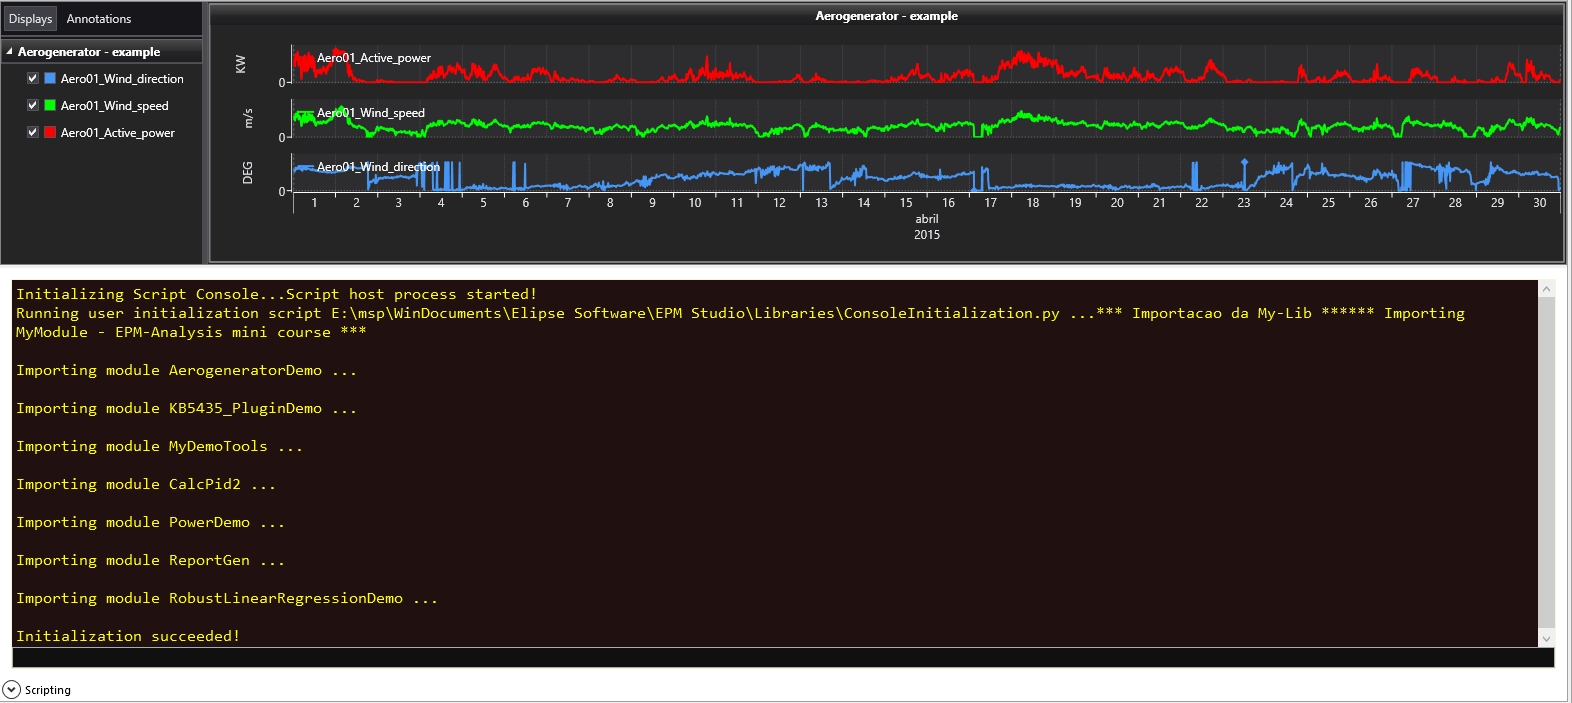 Displays Annotations
Aerogenerator - example
Aero01_Wind_direction
Aero01_Wind_speed
Aero01_Active_power
Aerogenerator - example
KW
0
Aero01_Active_power
m/s
0
Aero01_Wind_speed
DEG
0
Aero01_Wind_direction
1 2 3 4 5 6 7 8 9 10 11 12 13 14 15 16 17 18 19 20 21 22 23 24 25 26 27 28 29 30
abril
2015
Initializing Script Console...Script host process started!
Running user initialization script E:\msp\WinDocuments\Elipse Software\EPM Studio\Libraries\ConsoleInitialization.py ...*** Importacao da My-Lib ****** Importing
MyModule - EPM-Analysis mini course ***
Importing module AerogeneratorDemo ...
Importing module KB5435_PluginDemo ...
Importing module MyDemoTools ...
Importing module CalcPid2 ...
Importing module PowerDemo ...
Importing module ReportGen ...
Importing module RobustLinearRegressionDemo ...
Initialization succeeded!
Scripting